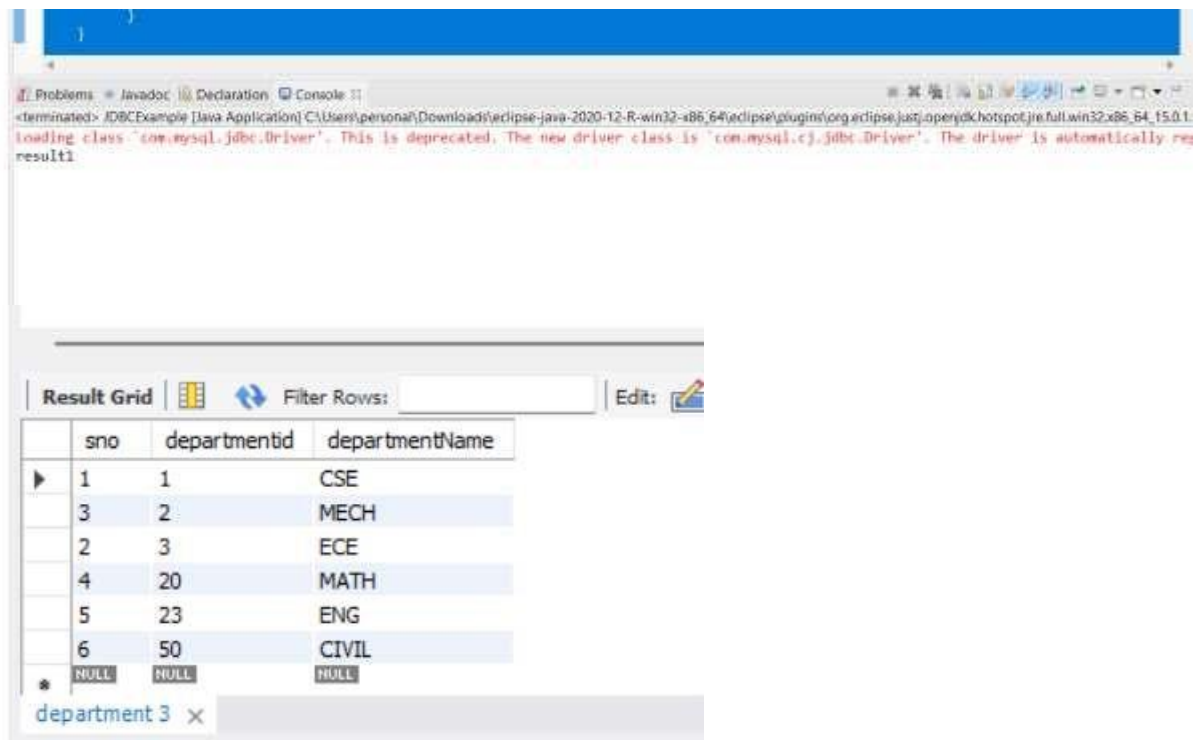 }
}
Problems Javadoc Declaration Console
<terminated> JDBCExample [Java Application] C:\Users\personal\Downloads\eclipse-java-2020-12-R-win32-x86_64\eclipse\plugins\org.eclipse.justj.openjdk.hotspot.jre.full.win32.x86_64_15.0.1.
Loading class `com.mysql.jdbc.Driver'. This is deprecated. The new driver class is `com.mysql.cj.jdbc.Driver'. The driver is automatically reg
result1
Result Grid Filter Rows: Edit:
sno departmentid departmentName
1 1 CSE
3 2 MECH
2 3 ECE
4 20 MATH
5 23 ENG
6 50 CIVIL
NULL NULL NULL
department 3